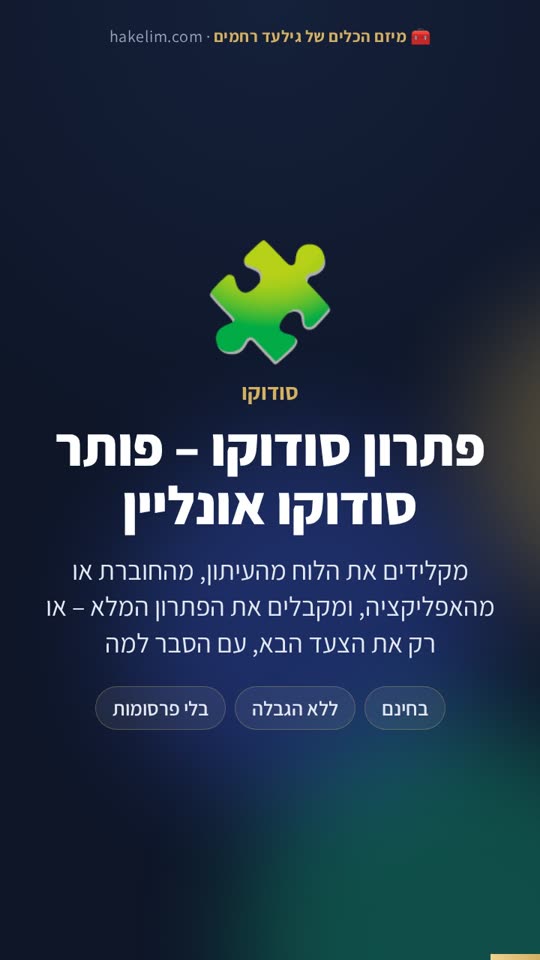 🧰 מיזם הכלים של גילעד רחמים · hakelim.com
סודוקו
פתרון סודוקו – פותר
סודוקו אונליין
מקלידים את הלוח מהעיתון, מהחוברת או
מהאפליקציה, ומקבלים את הפתרון המלא – או
רק את הצעד הבא, עם הסבר למה
בחינם
ללא הגבלה
בלי פרסומות